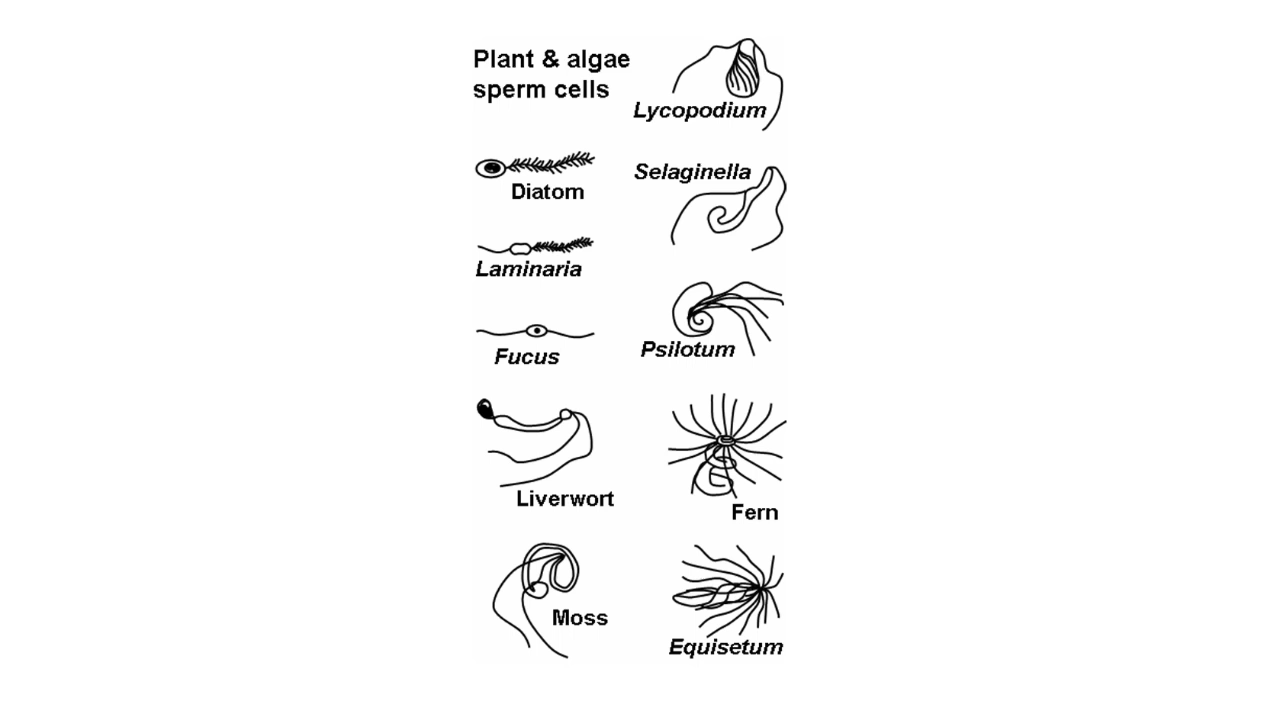 Plant & algae
sperm cells
Lycopodium
Diatom
Selaginella
Laminaria
Fucus
Psilotum
Liverwort
Fern
Moss
Equisetum